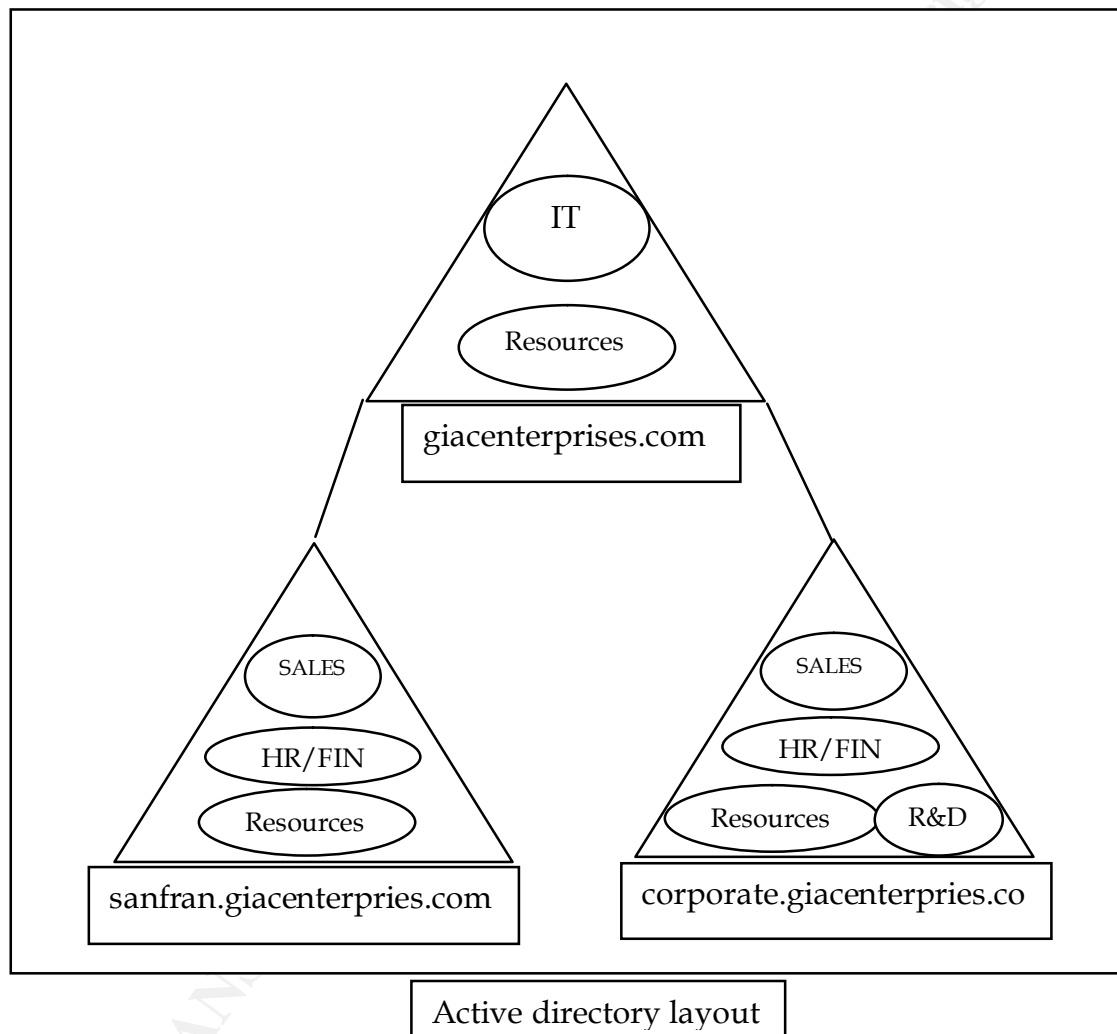 IT
Resources
giacenterprises.com
SALES
HR/FIN
Resources
sanfran.giacenterpries.com
SALES
HR/FIN
Resources
R&D
corporate.giacenterpries.co
Active directory layout